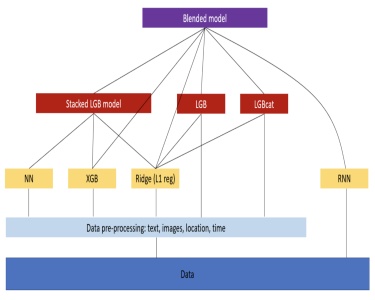 Blended model
Stacked LGB model
LGB
LGBcat
NN
XGB
Ridge (L1 reg)
RNN
Data pre-processing: text, images, location, time
Data